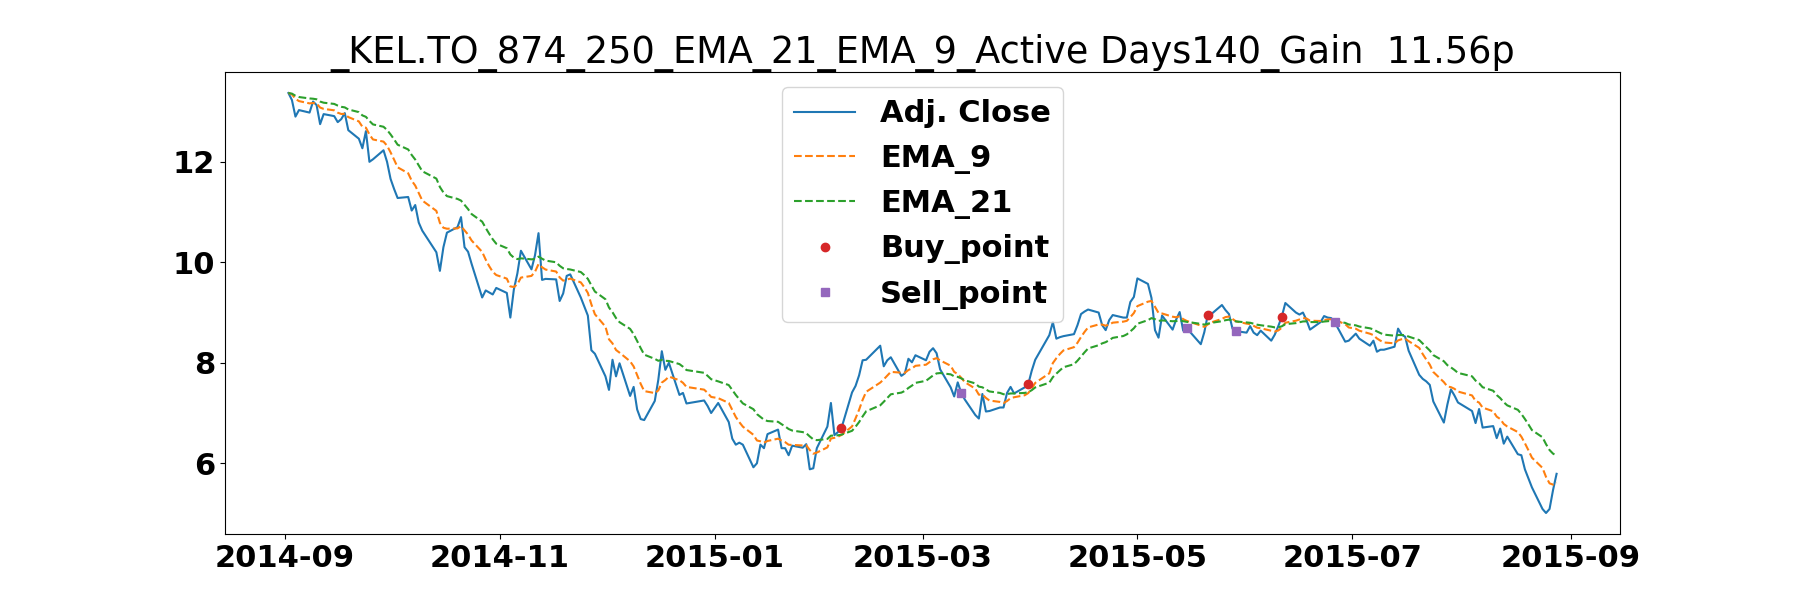 _KEL.TO_874_250_EMA_21_EMA_9_Active Days140_Gain  11.56p
Adj. Close
EMA_9
EMA_21
Buy_point
Sell_point
12
10
8
6
2014-09 2014-11 2015-01 2015-03 2015-05 2015-07 2015-09